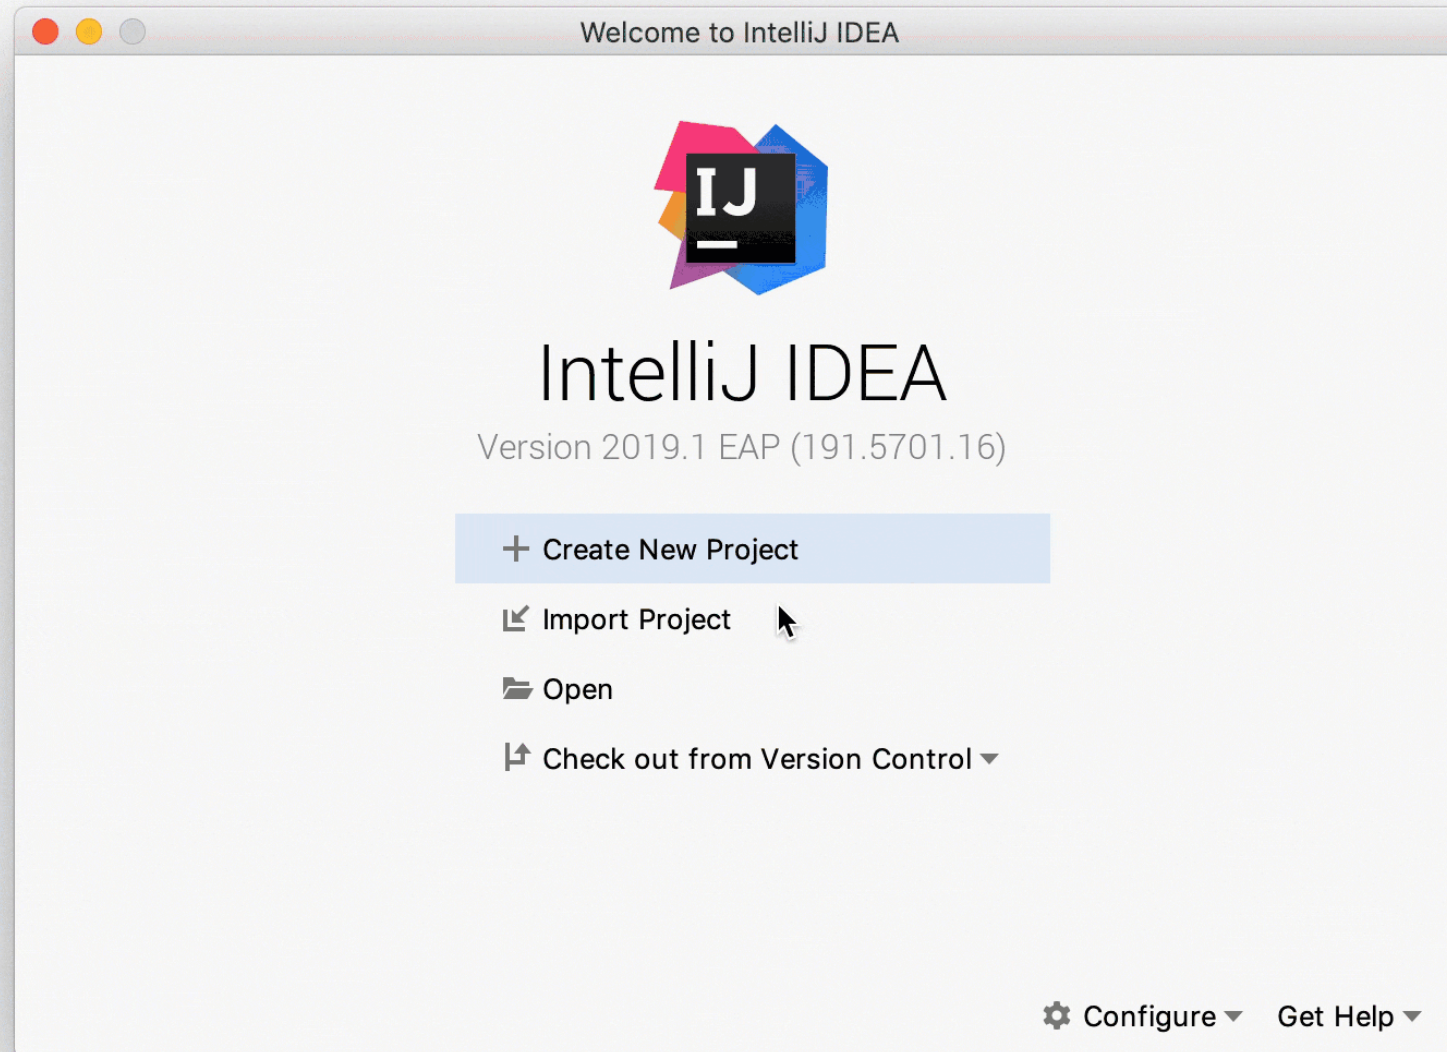 Welcome to IntelliJ IDEA
IJ
IntelliJ IDEA
Version 2019.1 EAP (191.5701.16)
Create New Project
Import Project
Open
Check out from Version Control
Configure
Get Help